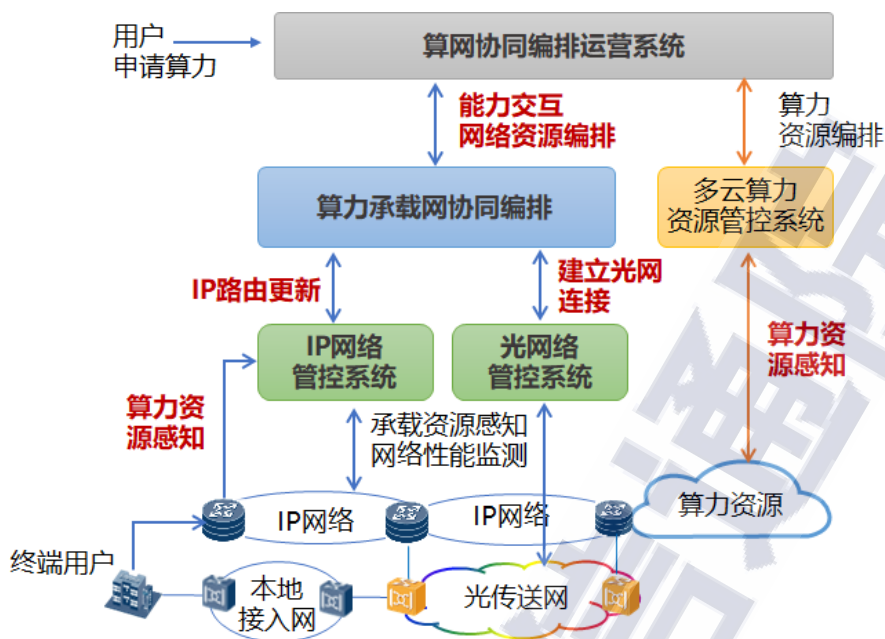 用户
申请算力
算网协同编排运营系统
能力交互
网络资源编排
算力
资源编排
算力承载网协同编排
多云算力
资源管控系统
IP路由更新
建立光网
连接
IP网络
管控系统
光网络
管控系统
算力资
源感知
算力资
源感知
承载资源感知
网络性能监测
IP网络
IP网络
算力资源
终端用户
本地
接入网
光传送网